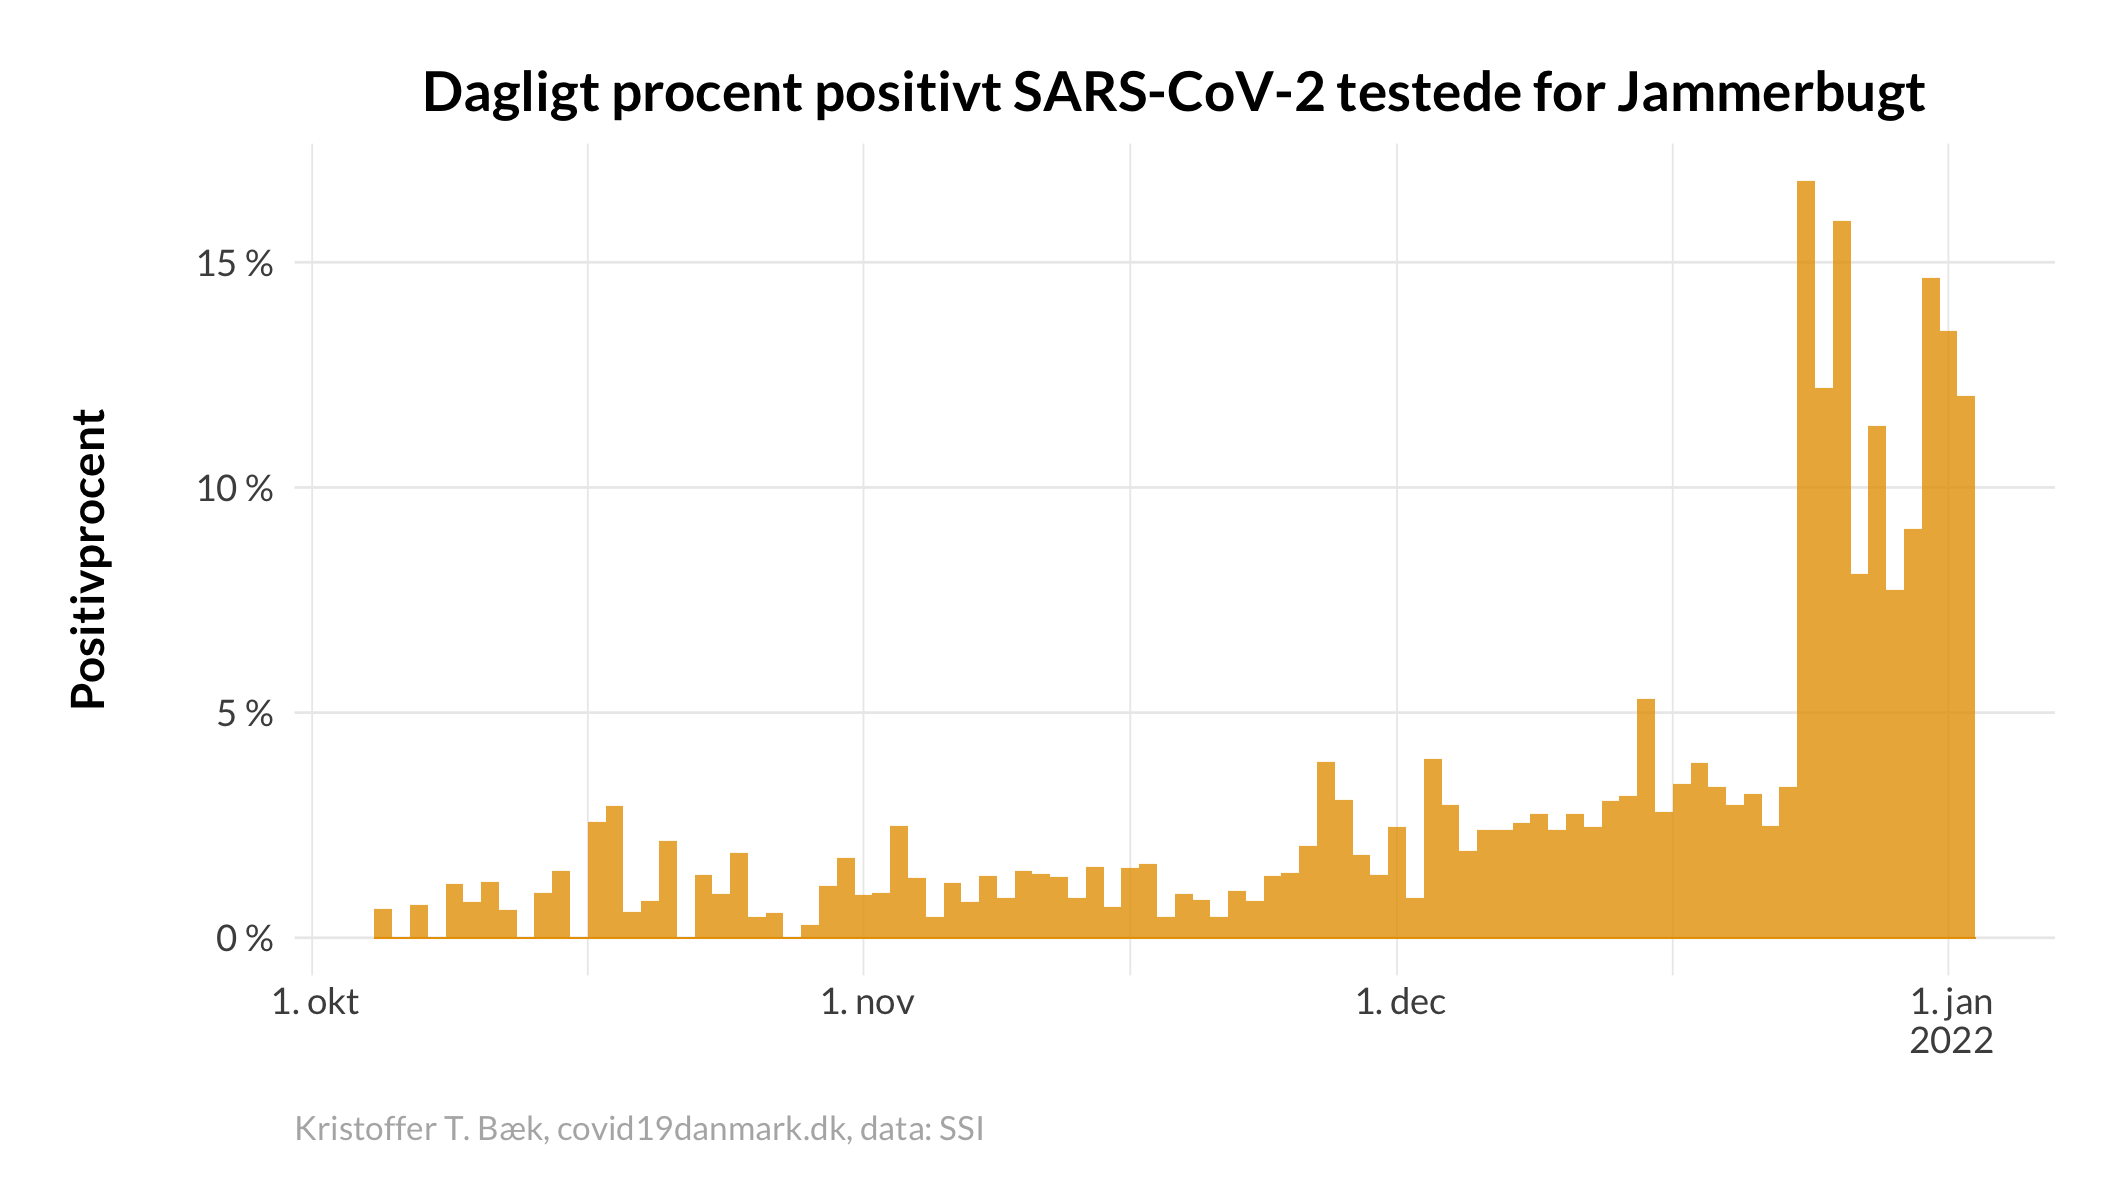 Dagligt procent positivt SARS-CoV-2 testede for Jammerbugt
Positivprocent
15 %
10 %
5 %
0 %
1. okt
1. nov
1. dec
1. jan
2022
Kristoffer T. Bæk, covid19danmark.dk, data: SSI